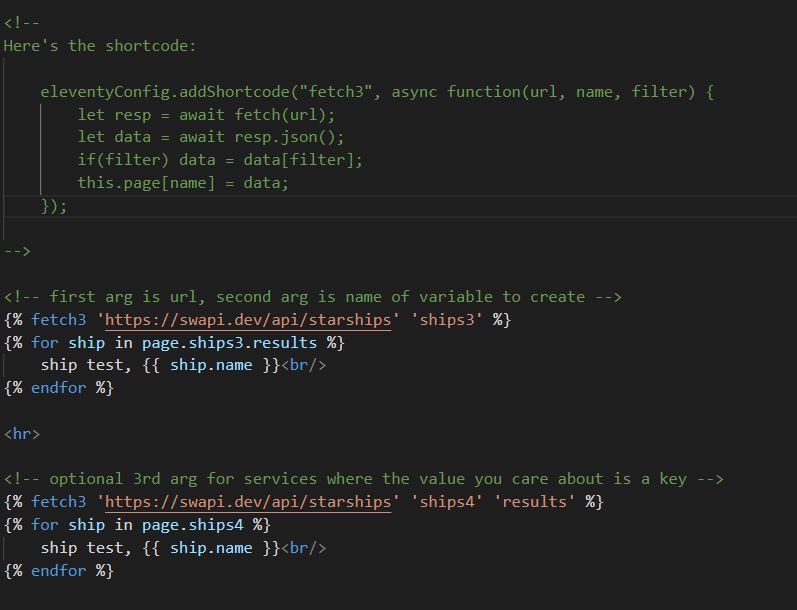 <!--
Here's the shortcode:
eleventyConfig.addShortcode("fetch3", async function(url, name, filter) {
let resp = await fetch(url);
let data = await resp.json();
if(filter) data = data[filter];
this.page[name] = data;
});
-->
<!-- first arg is url, second arg is name of variable to create -->
{% fetch3 'https://swapi.dev/api/starships' 'ships3' %}
{% for ship in page.ships3.results %}
ship test, {{ ship.name }}<br/>
{% endfor %}
<hr>
<!-- optional 3rd arg for services where the value you care about is a key -->
{% fetch3 'https://swapi.dev/api/starships' 'ships4' 'results' %}
{% for ship in page.ships4 %}
ship test, {{ ship.name }}<br/>
{% endfor %}